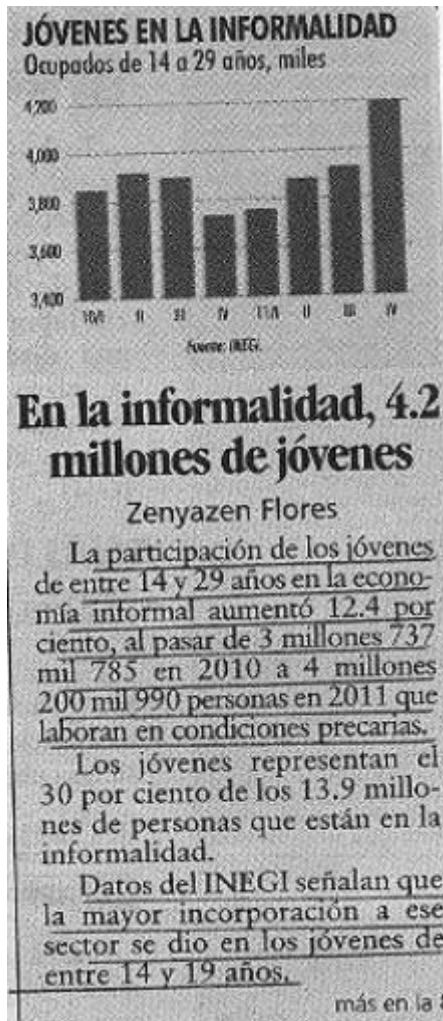 JÓVENES EN LA INFORMALIDAD
Ocupados de 14 a 29 años, miles
4,200
4,000
3,800
3,600
3,400
10/I II III IV 11/I II III IV
Fuente: INEGI.
En la informalidad, 4.2
millones de jóvenes
Zenyazen Flores
La participación de los jóvenes
de entre 14 y 29 años en la econo-
mía informal aumentó 12.4 por
ciento, al pasar de 3 millones 737
mil 785 en 2010 a 4 millones
200 mil 990 personas en 2011 que
laboran en condiciones precarias.
Los jóvenes representan el
30 por ciento de los 13.9 millo-
nes de personas que están en la
informalidad.
Datos del INEGI señalan que
la mayor incorporación a ese
sector se dio en los jóvenes de
entre 14 y 19 años.
más en la